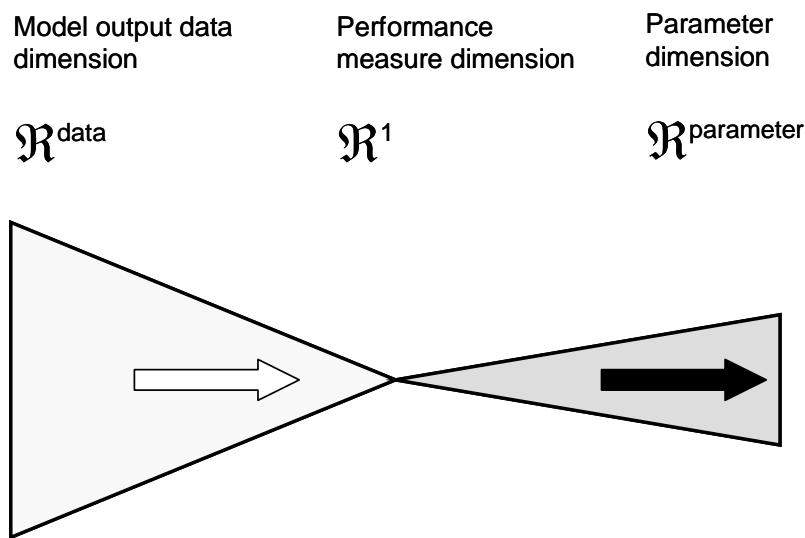 Model output data
dimension
Performance
measure dimension
Parameter
dimension
ℜdata
ℜ1
ℜparameter